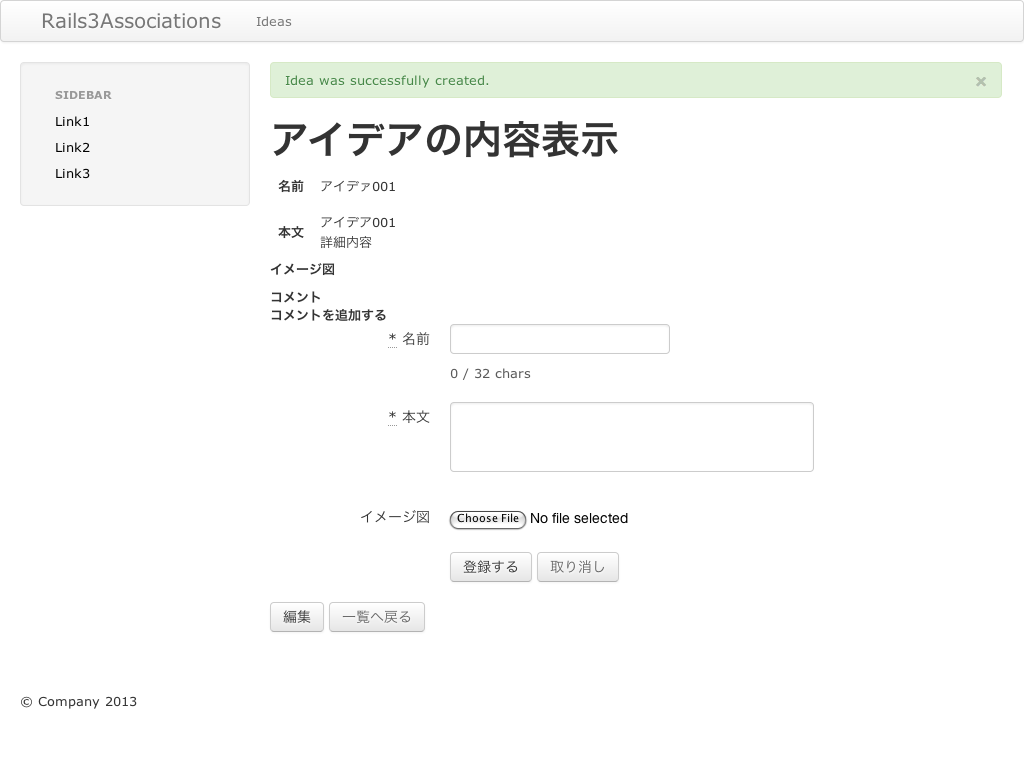 Rails3Associations Ideas
SIDEBAR
Link1
Link2
Link3
Idea was successfully created. ×
アイデアの内容表示
名前 アイデァ001
本文 アイデア001
詳細内容
イメージ図
コメント
コメントを追加する
* 名前
0 / 32 chars
* 本文
イメージ図 Choose File No file selected
登録する 取り消し
編集 一覧へ戻る
© Company 2013